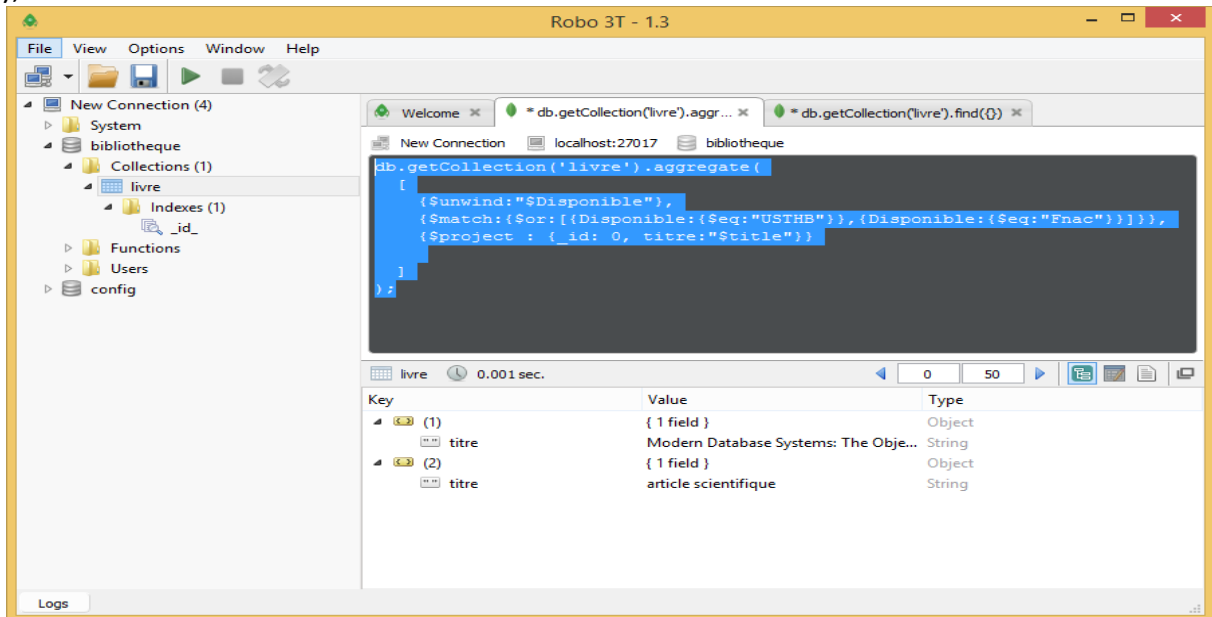 );
Robo 3T - 1.3
File View Options Window Help
New Connection (4)
System
bibliotheque
Collections (1)
livre
Indexes (1)
_id_
Functions
Users
config
Welcome * db.getCollection('livre').aggr... * db.getCollection('livre').find({})
New Connection localhost:27017 bibliotheque
db.getCollection('livre').aggregate(
[
{$unwind:"$Disponible"},
{$match:{$or:[{Disponible:{$eq:"USTHB"}},{Disponible:{$eq:"Fnac"}}]}},
{$project : {_id: 0, titre:"$title"}}
]
);
livre 0.001 sec. 0 50
Key Value Type
(1) { 1 field } Object
titre Modern Database Systems: The Obje... String
(2) { 1 field } Object
titre article scientifique String
Logs